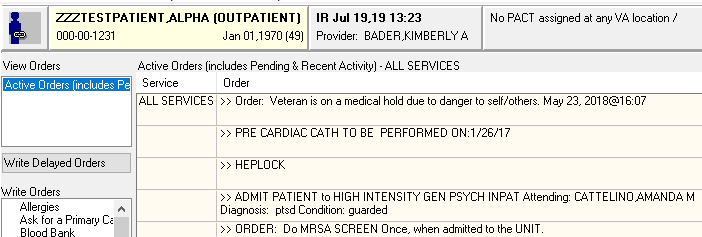 ZZZTESTPATIENT,ALPHA (OUTPATIENT)
000-00-1231 Jan 01,1970 (49)
IR Jul 19,19 13:23
Provider: BADER,KIMBERLY A
No PACT assigned at any VA location /
View Orders
Active Orders (includes Pe
Write Delayed Orders
Write Orders
Allergies
Ask for a Primary Ca
Blood Bank
Active Orders (includes Pending & Recent Activity) - ALL SERVICES
Service Order
ALL SERVICES >> Order: Veteran is on a medical hold due to danger to self/others. May 23, 2018@16:07
>> PRE CARDIAC CATH TO BE PERFORMED ON:1/26/17
>> HEPLOCK
>> ADMIT PATIENT to HIGH INTENSITY GEN PSYCH INPAT Attending: CATTELINO,AMANDA M
Diagnosis: ptsd Condition: guarded
>> ORDER: Do MRSA SCREEN Once, when admitted to the UNIT.